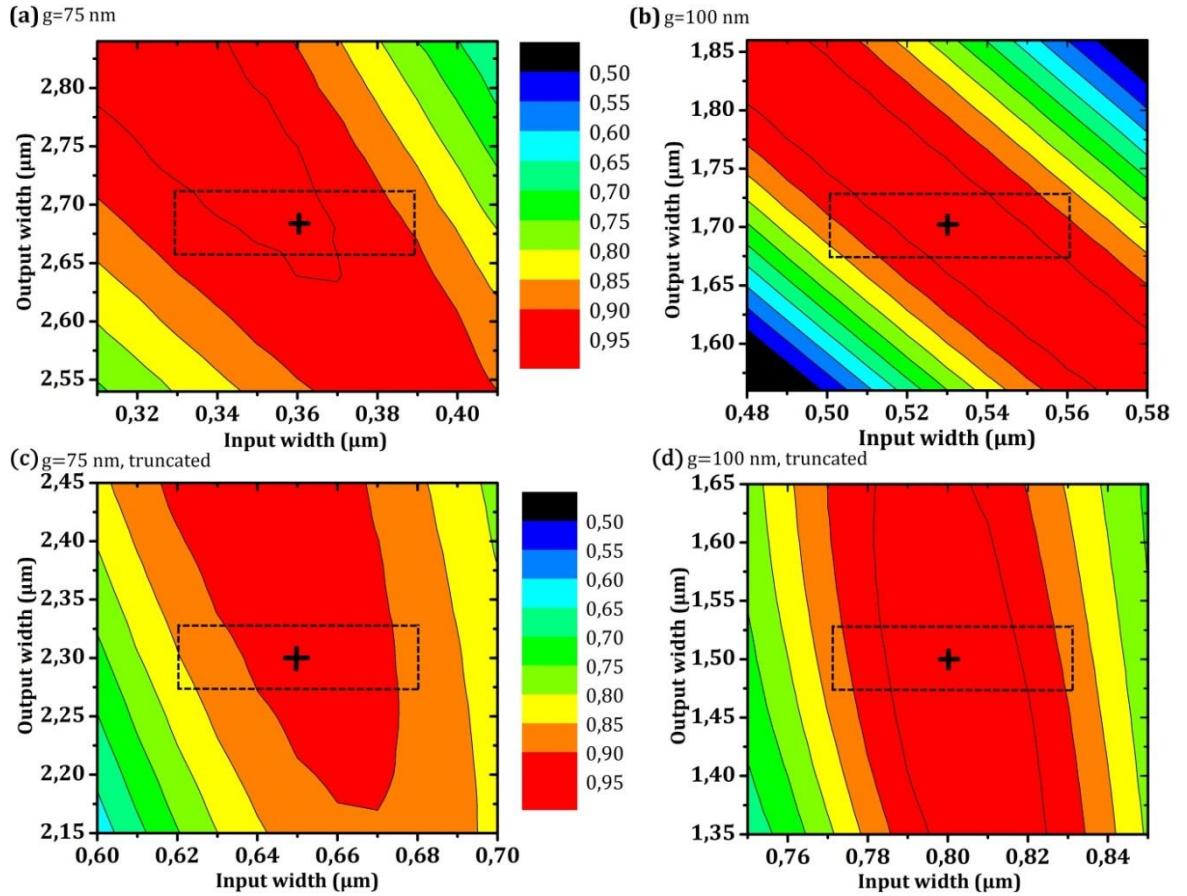 (a) g=75 nm
(b) g=100 nm
2,80
2,75
2,70
2,65
2,60
2,55
Output width (µm)
0,32 0,34 0,36 0,38 0,40
Input width (µm)
0,50
0,55
0,60
0,65
0,70
0,75
0,80
0,85
0,90
0,95
1,85
1,80
1,75
1,70
1,65
1,60
Output width (µm)
0,48 0,50 0,52 0,54 0,56 0,58
Input width (µm)
(c) g=75 nm, truncated
(d) g=100 nm, truncated
2,45
2,40
2,35
2,30
2,25
2,20
2,15
Output width (µm)
0,60 0,62 0,64 0,66 0,68 0,70
Input width (µm)
0,50
0,55
0,60
0,65
0,70
0,75
0,80
0,85
0,90
0,95
1,65
1,60
1,55
1,50
1,45
1,40
1,35
Output width (µm)
0,76 0,78 0,80 0,82 0,84
Input width (µm)